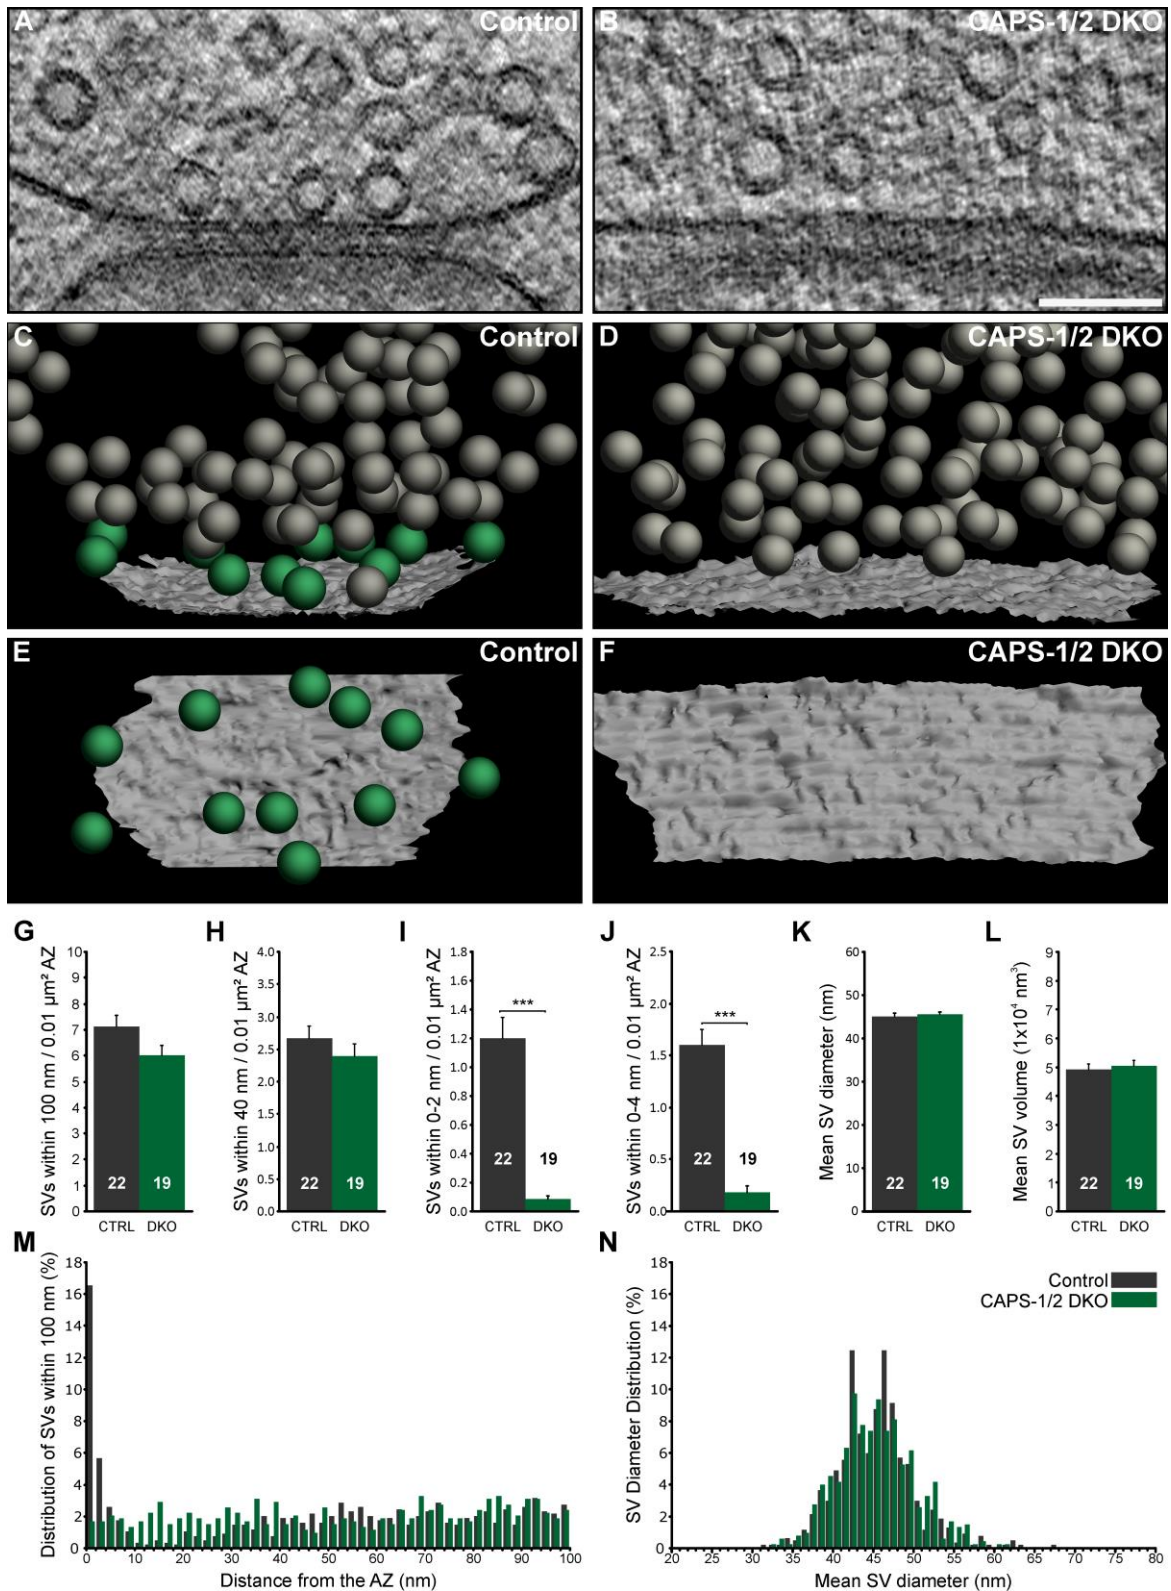 A Control
B CAPS-1/2 DKO
C Control
D CAPS-1/2 DKO
E Control
F CAPS-1/2 DKO
G
SVs within 100 nm / 0.01 µm² AZ
10
9
8
7
6
5
4
3
2
1
0
22 19
CTRL DKO
H
SVs within 40 nm / 0.01 µm² AZ
4.0
3.5
3.0
2.5
2.0
1.5
1.0
0.5
0.0
22 19
CTRL DKO
I
SVs within 0-2 nm / 0.01 µm² AZ
1.8
1.6
1.4
1.2
1.0
0.8
0.6
0.4
0.2
0.0
***
22 19
CTRL DKO
J
SVs within 0-4 nm / 0.01 µm² AZ
2.5
2.0
1.5
1.0
0.5
0.0
***
22 19
CTRL DKO
K
Mean SV diameter (nm)
60
50
40
30
20
10
0
22 19
CTRL DKO
L
Mean SV volume (1x10⁴ nm³)
9
8
7
6
5
4
3
2
1
0
22 19
CTRL DKO
M
Distribution of SVs within 100 nm (%)
18
16
14
12
10
8
6
4
2
0
0 10 20 30 40 50 60 70 80 90 100
Distance from the AZ (nm)
N
SV Diameter Distribution (%)
18
16
14
12
10
8
6
4
2
0
Control
CAPS-1/2 DKO
20 25 30 35 40 45 50 55 60 65 70 75 80
Mean SV diameter (nm)